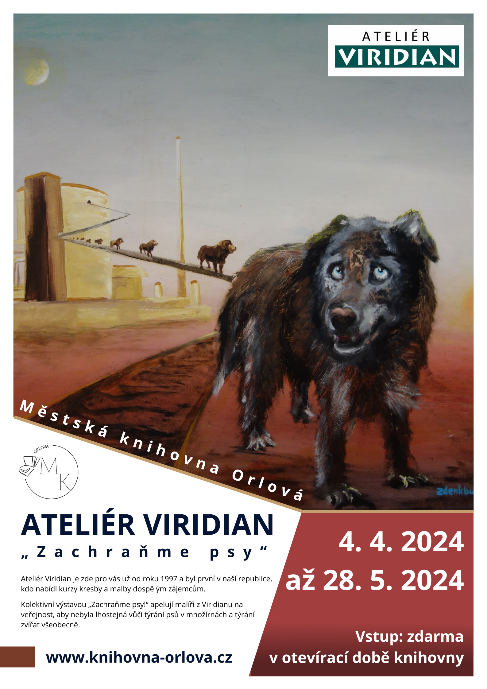 ATELIÉR
VIRIDIAN
zdenkbu
Městská knihovna Orlová
MK
ATELIÉR VIRIDIAN
„Zachraňme psy“
Ateliér Viridian je zde pro vás už od roku 1997 a byl první v naší republice,
kdo nabídl kurzy kresby a malby dospělým zájemcům.
Kolektivní výstavou „Zachraňme psy!“ apelují malíři z Viridianu na
veřejnost, aby nebyla lhostejná vůči týrání psů v množírnách i týrání
zvířat všeobecně.
www.knihovna-orlova.cz
4. 4. 2024
až 28. 5. 2024
Vstup: zdarma
v otevírací době knihovny